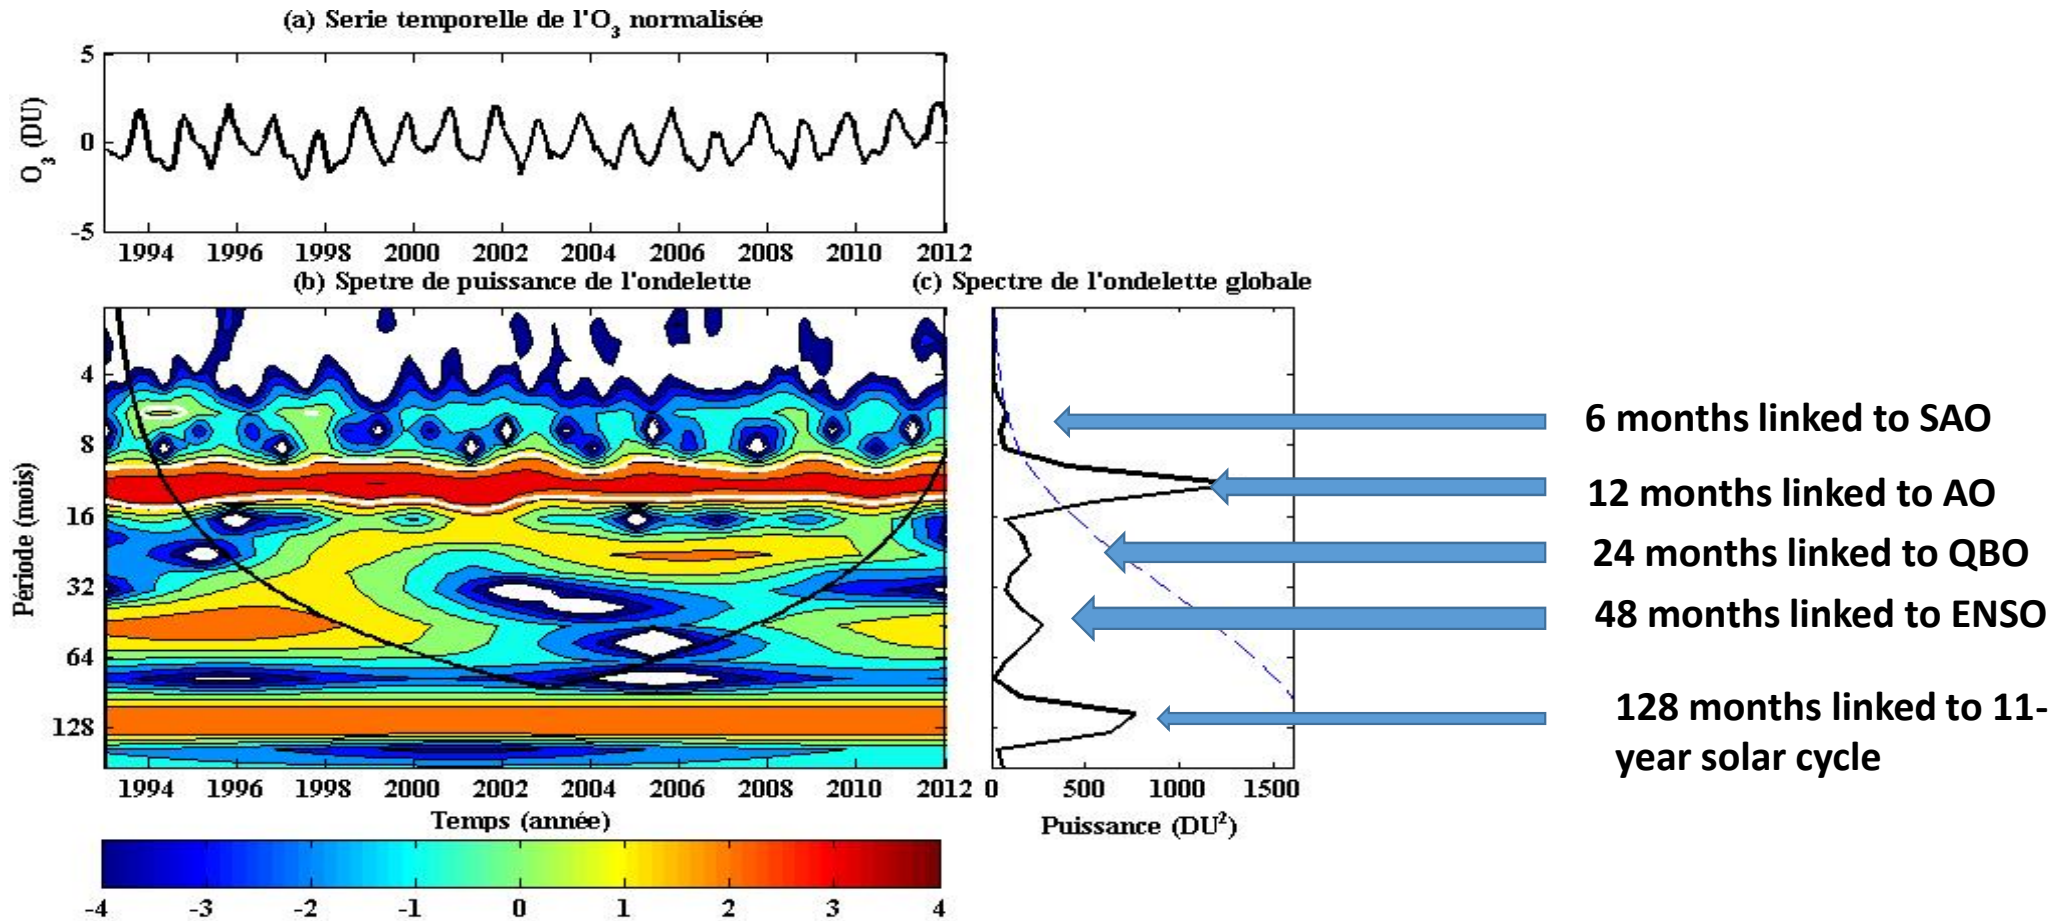 (a) Serie temporelle de l'O3 normalisée
5
0
-5
O3 (DU)
1994 1996 1998 2000 2002 2004 2006 2008 2010 2012
(b) Spetre de puissance de l'ondelette
(c) Spectre de l'ondelette globale
4
8
16
32
64
128
Période (mois)
1994 1996 1998 2000 2002 2004 2006 2008 2010 2012
Temps (année)
0 500 1000 1500
Puissance (DU²)
-4 -3 -2 -1 0 1 2 3 4
6 months linked to SAO
12 months linked to AO
24 months linked to QBO
48 months linked to ENSO
128 months linked to 11-
year solar cycle